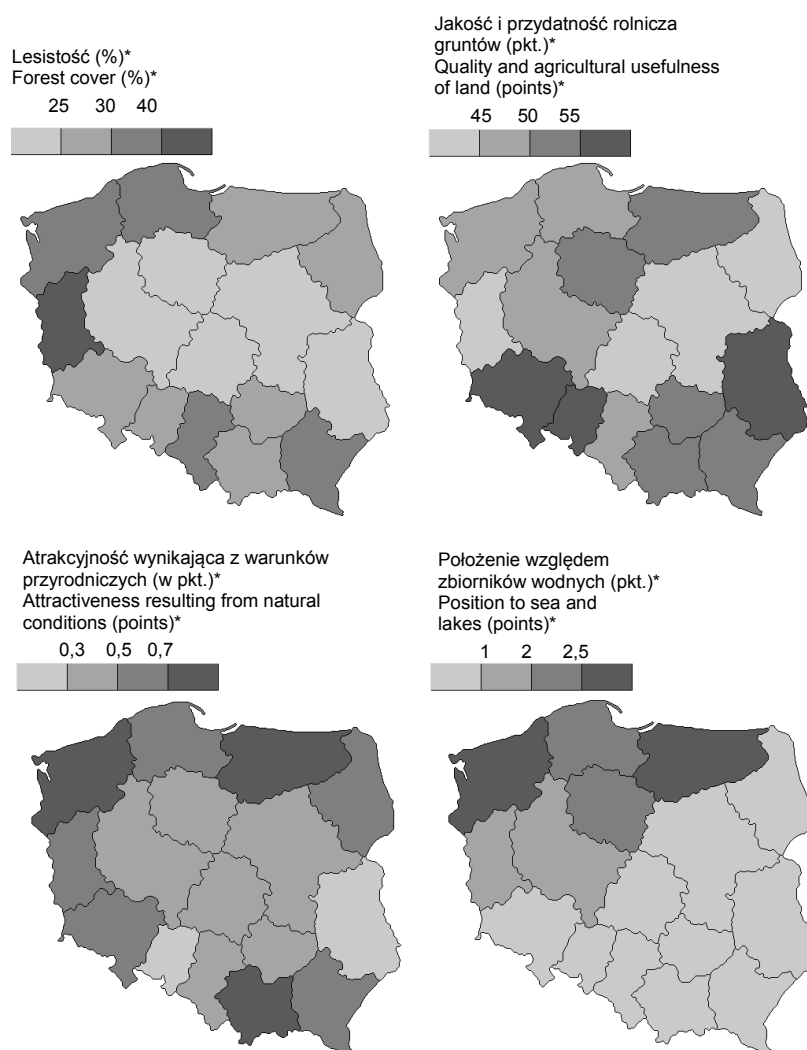 Lesistość (%)*
Forest cover (%)*
25 30 40
Jakość i przydatność rolnicza
gruntów (pkt.)*
Quality and agricultural usefulness
of land (points)*
45 50 55
Atrakcyjność wynikająca z warunków
przyrodniczych (w pkt.)*
Attractiveness resulting from natural
conditions (points)*
0,3 0,5 0,7
Położenie względem
zbiorników wodnych (pkt.)*
Position to sea and
lakes (points)*
1 2 2,5